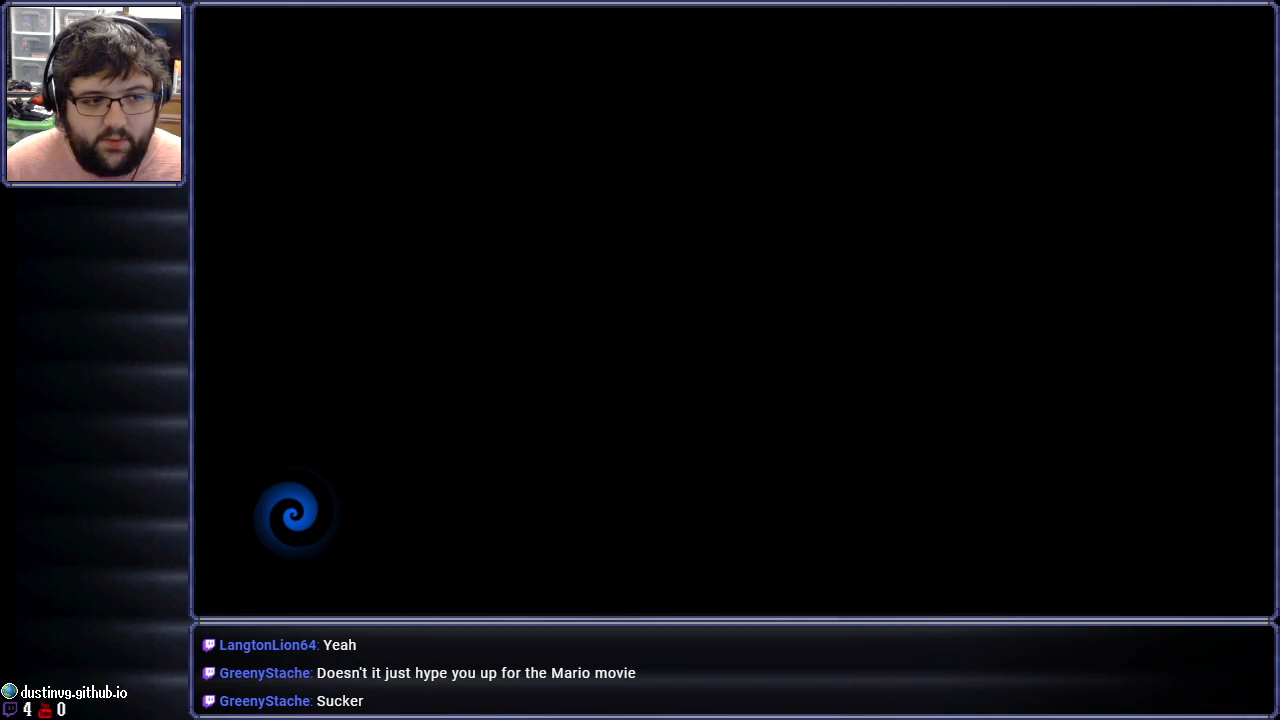 LangtonLion64: Yeah
GreenyStache: Doesn't it just hype you up for the Mario movie
GreenyStache: Sucker
dustinvg.github.io
4 0